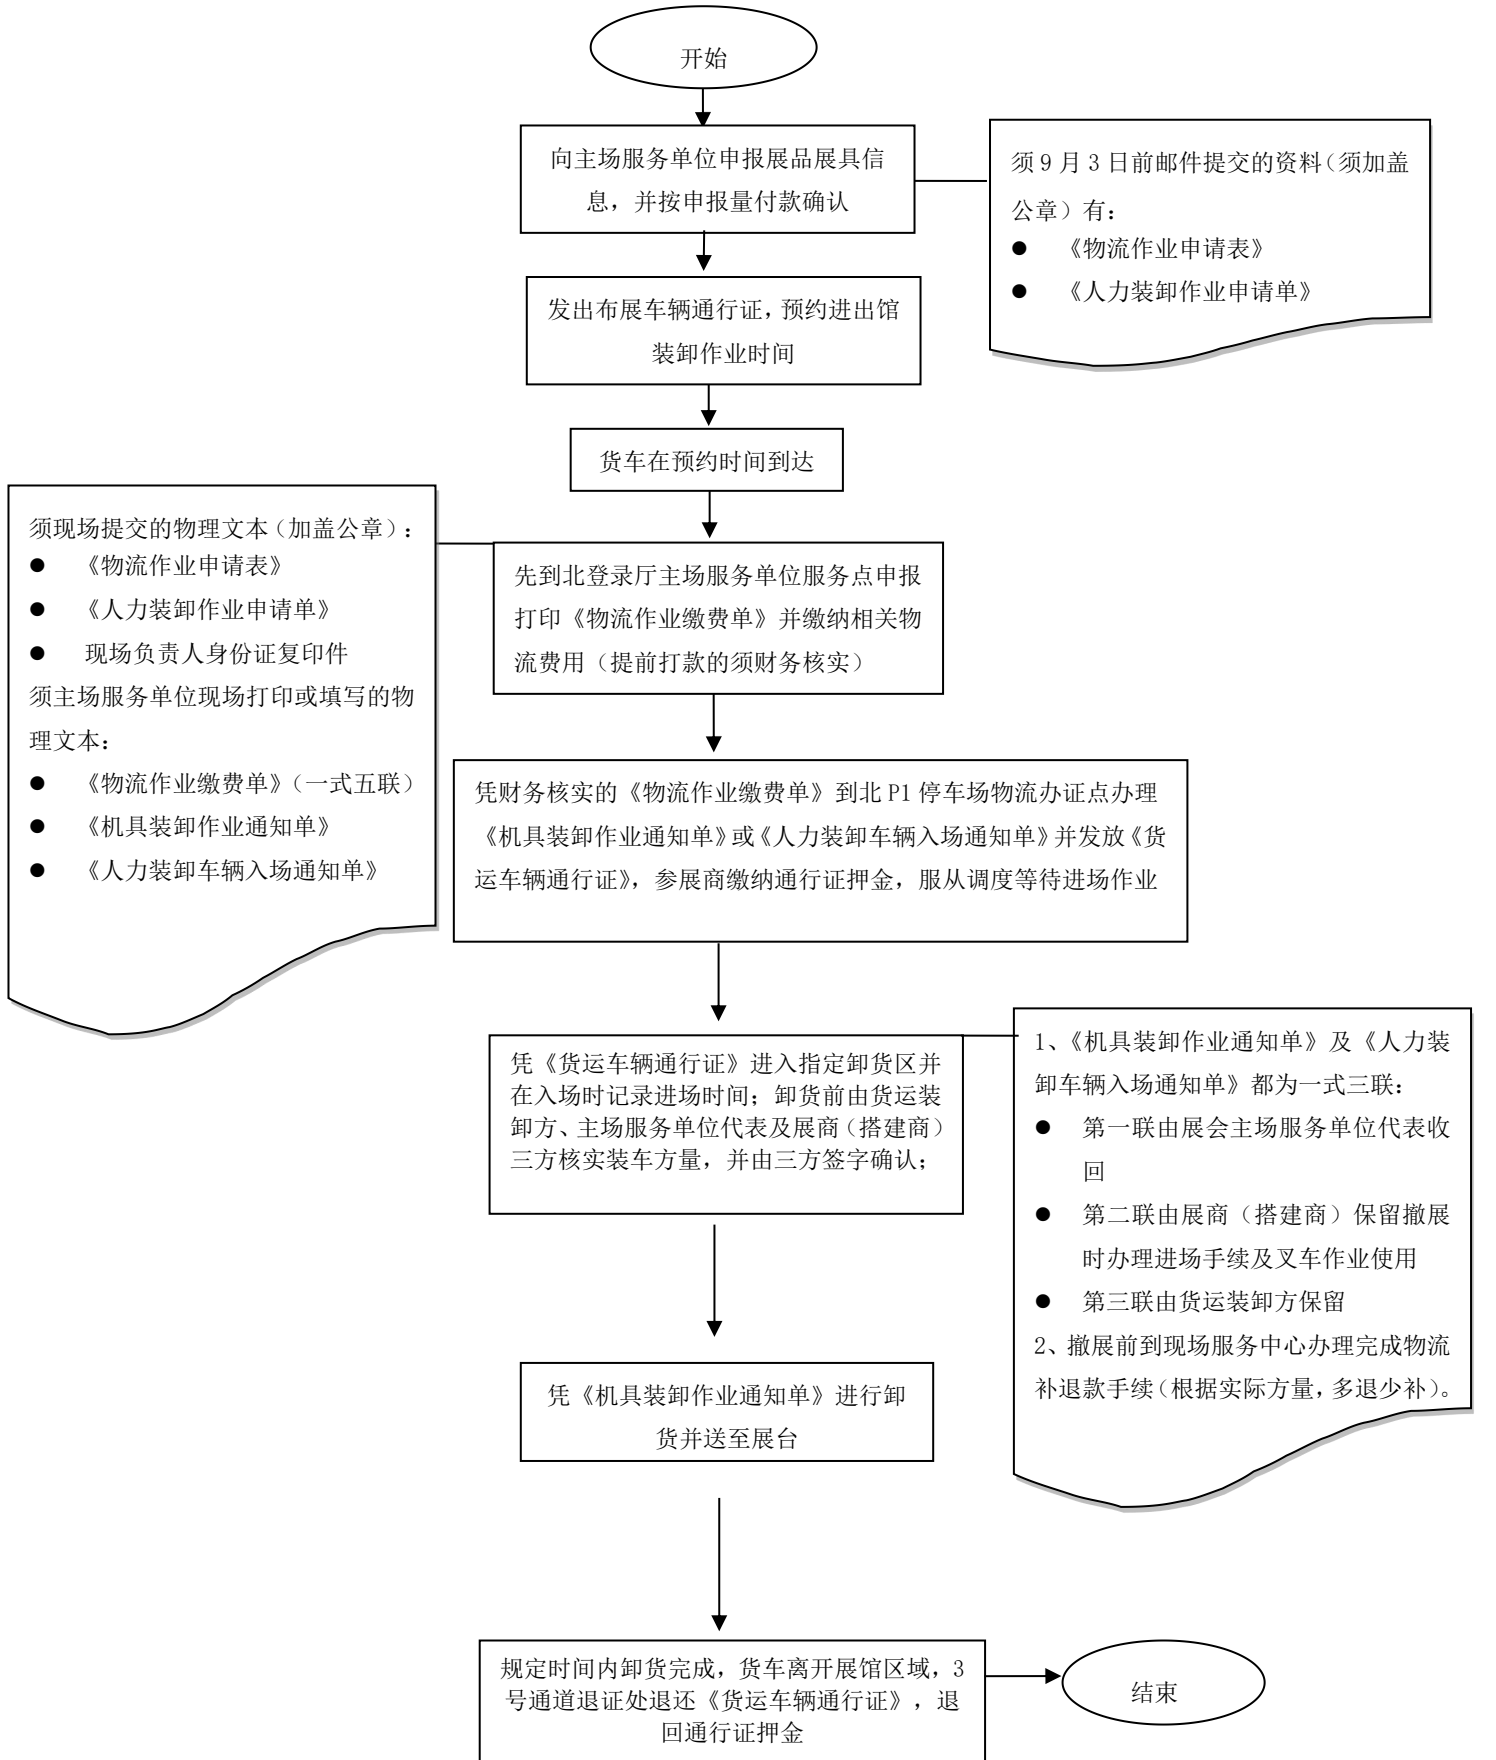 开始
向主场服务单位申报展品展具信
息，并按申报量付款确认
须 9 月 3 日前邮件提交的资料（须加盖
公章）有：
● 《物流作业申请表》
● 《人力装卸作业申请单》
发出布展车辆通行证，预约进出馆
装卸作业时间
货车在预约时间到达
须现场提交的物理文本（加盖公章）：
● 《物流作业申请表》
● 《人力装卸作业申请单》
● 现场负责人身份证复印件
须主场服务单位现场打印或填写的物
理文本：
● 《物流作业缴费单》（一式五联）
● 《机具装卸作业通知单》
● 《人力装卸车辆入场通知单》
先到北登录厅主场服务单位服务点申报
打印《物流作业缴费单》并缴纳相关物
流费用（提前打款的须财务核实）
凭财务核实的《物流作业缴费单》到北 P1 停车场物流办证点办理
《机具装卸作业通知单》或《人力装卸车辆入场通知单》并发放《货
运车辆通行证》，参展商缴纳通行证押金，服从调度等待进场作业
凭《货运车辆通行证》进入指定卸货区并
在入场时记录进场时间；卸货前由货运装
卸方、主场服务单位代表及展商（搭建商）
三方核实装车方量，并由三方签字确认；
1、《机具装卸作业通知单》及《人力装
卸车辆入场通知单》都为一式三联：
● 第一联由展会主场服务单位代表收
回
● 第二联由展商（搭建商）保留撤展
时办理进场手续及叉车作业使用
● 第三联由货运装卸方保留
2、撤展前到现场服务中心办理完成物流
补退款手续（根据实际方量，多退少补）。
凭《机具装卸作业通知单》进行卸
货并送至展台
规定时间内卸货完成，货车离开展馆区域，3
号通道退证处退还《货运车辆通行证》，退
回通行证押金
结束